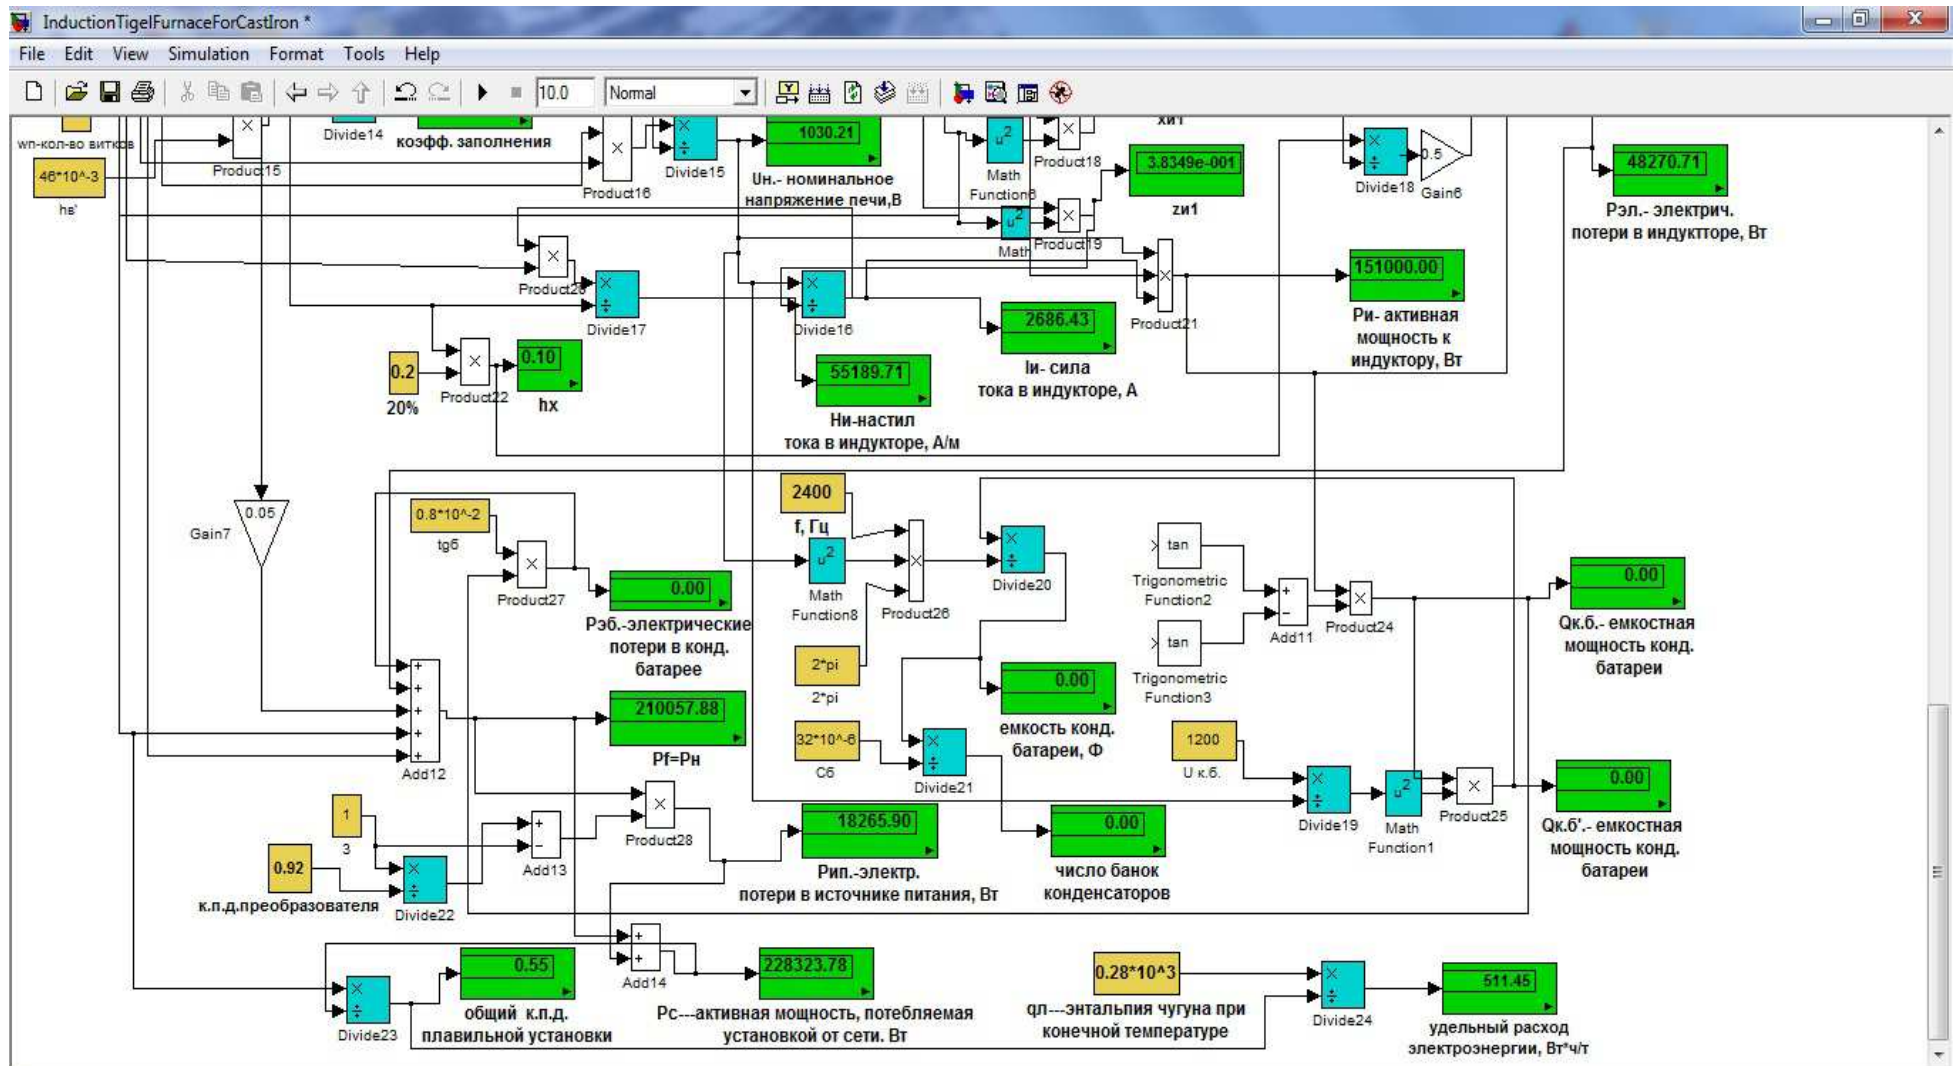 InductionTigelFurnaceForCastIron *
File Edit View Simulation Format Tools Help
10.0 Normal
wп-кол-во витков
46*10^-3
hв'
Product15
Divide14
коэфф. заполнения
Product16
Divide15
1030.21
Uн.- номинальное
напряжение печи,В
u²
Math
Function6
Product18
хи1
3.8349e-001
zи1
u²
Math
Product19
Divide18
0.5
Gain6
48270.71
Рэл.- электрич.
потери в индуктторе, Вт
Product20
Divide17
Divide16
Product21
151000.00
Ри- активная
мощность к
индуктору, Вт
2686.43
Iи- сила
тока в индукторе, А
55189.71
Ни-настил
тока в индукторе, А/м
0.2
20%
Product22
0.10
hx
0.05
Gain7
0.8*10^-2
tgб
Product27
0.00
Рэб.-электрические
потери в конд.
батарее
2400
f, Гц
u²
Math
Function8
Product26
2*pi
2*pi
Divide20
0.00
емкость конд.
батареи, Ф
tan
Trigonometric
Function2
tan
Trigonometric
Function3
Add11
Product24
0.00
Qк.б.- емкостная
мощность конд.
батареи
Add12
210057.88
Pf=Рн
32*10^-6
Сб
Divide21
0.00
число банок
конденсаторов
1200
U к.б.
Divide19
u²
Math
Function1
Product25
0.00
Qк.б'.- емкостная
мощность конд.
батареи
1
3
0.92
к.п.д.преобразователя
Divide22
Add13
Product28
18265.90
Рип.-электр.
потери в источнике питания, Вт
Divide23
0.55
общий к.п.д.
плавильной установки
Add14
228323.78
Рс---активная мощность, потебляемая
установкой от сети. Вт
0.28*10^3
qл---энтальпия чугуна при
конечной температуре
Divide24
511.45
удельный расход
электроэнергии, Вт*ч/т